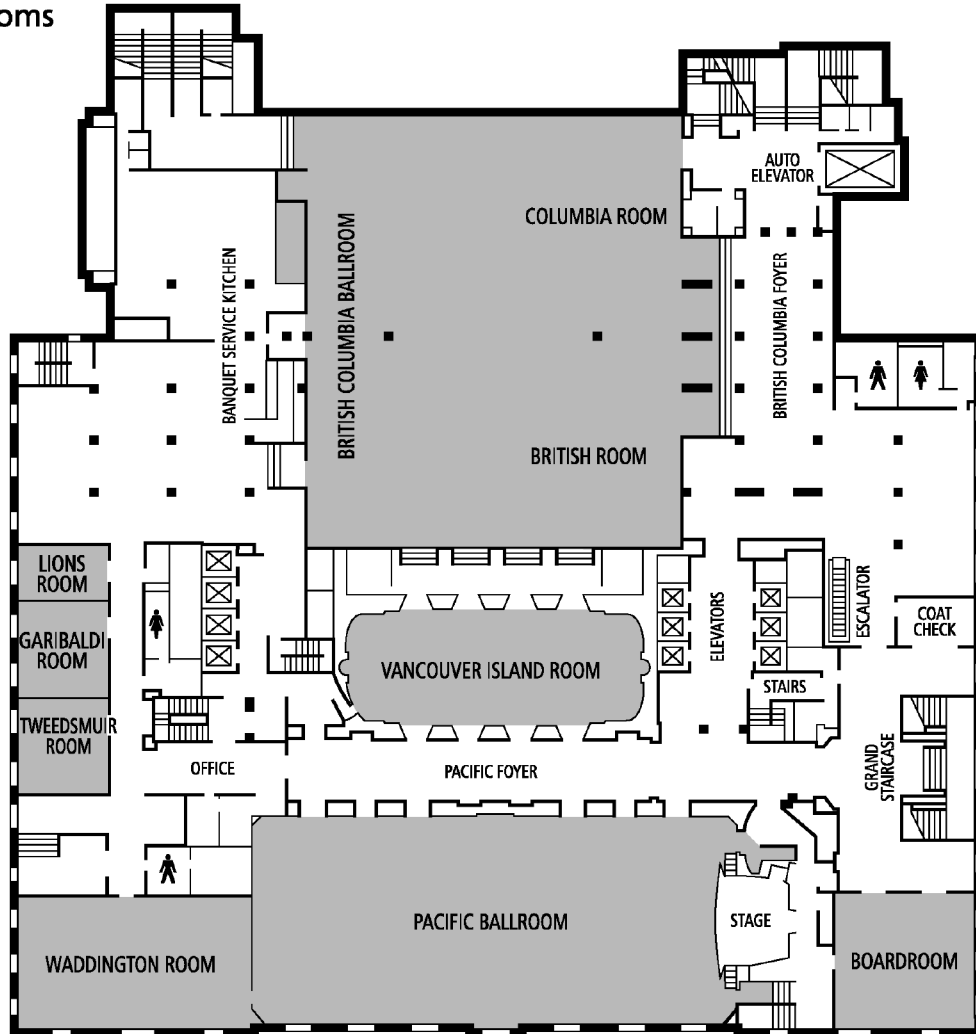 ooms
AUTO
ELEVATOR
COLUMBIA ROOM
BRITISH COLUMBIA BALLROOM
BANQUET SERVICE KITCHEN
BRITISH COLUMBIA FOYER
BRITISH ROOM
LIONS
ROOM
GARIBALDI
ROOM
TWEEDSMUIR
ROOM
VANCOUVER ISLAND ROOM
ELEVATORS
ESCALATOR
COAT
CHECK
STAIRS
OFFICE
PACIFIC FOYER
GRAND
STAIRCASE
PACIFIC BALLROOM
STAGE
WADDINGTON ROOM
BOARDROOM